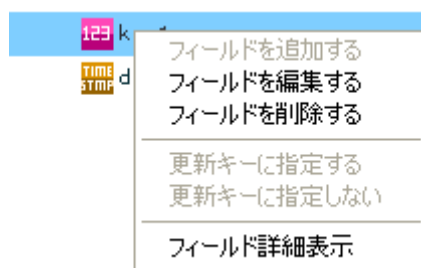 123 k
フィールドを追加する
TIME STMP d
フィールドを編集する
フィールドを削除する
更新キーに指定する
更新キーに指定しない
フィールド詳細表示